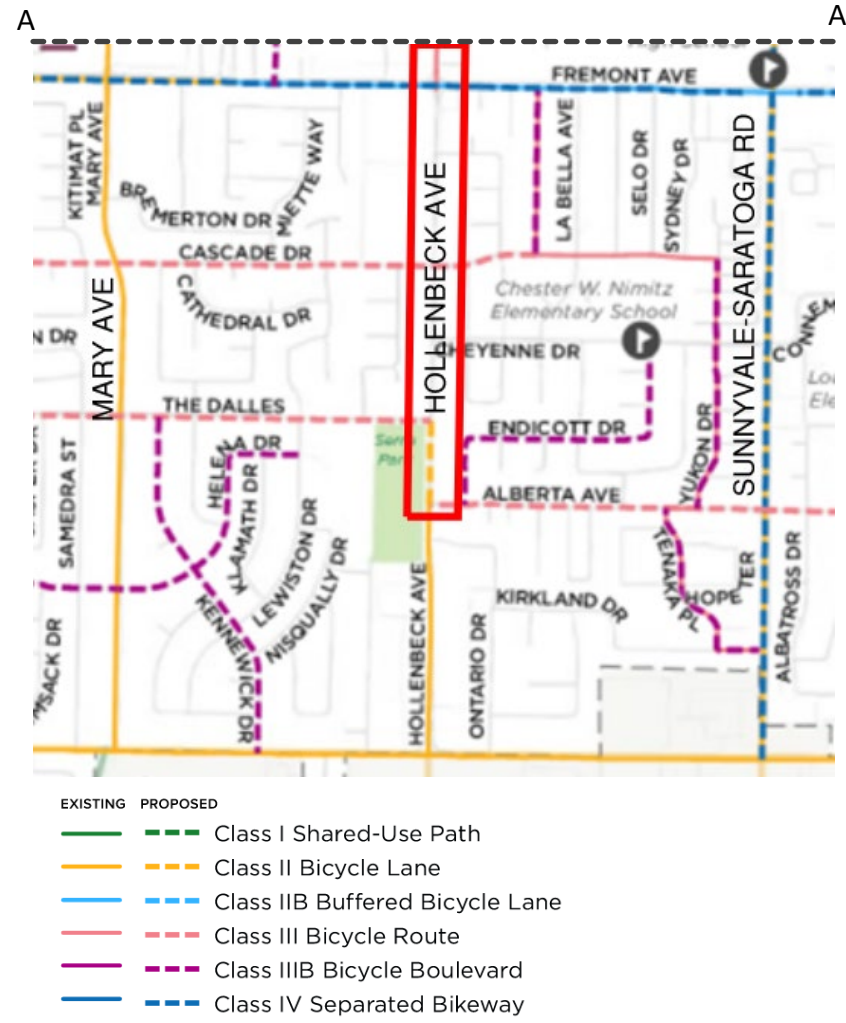 A
A
FREMONT AVE
KITIMAT PL
MARY AVE
MIETTE WAY
BREMERTON DR
LA BELLA AVE
SELO DR
SYDNEY DR
SUNNYVALE-SARATOGA RD
HOLLENBECK AVE
CASCADE DR
CATHEDRAL DR
Chester W. Nimitz
Elementary School
MARY AVE
N DR
CHEYENNE DR
THE DALLES
ENDICOTT DR
YUKON DR
ALBERTA AVE
SAMEDRA ST
KLAMATH DR
LEWISTON DR
NISQUALLY DR
KENNEWICK DR
HOLLENBECK AVE
ONTARIO DR
KIRKLAND DR
TENAKA PL
HOPE TER
ALBATROSS DR
EXISTING PROPOSED
Class I Shared-Use Path
Class II Bicycle Lane
Class IIB Buffered Bicycle Lane
Class III Bicycle Route
Class IIIB Bicycle Boulevard
Class IV Separated Bikeway